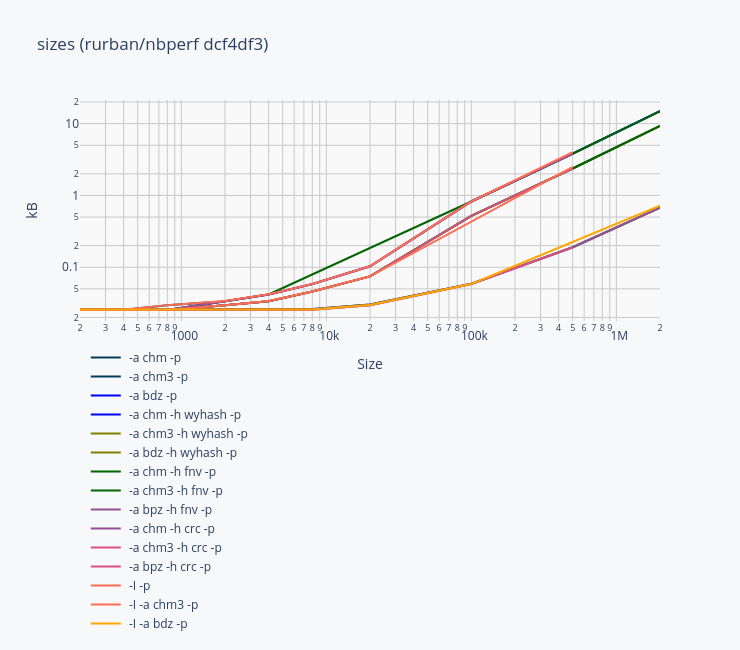 sizes (rurban/nbperf dcf4df3)
2
10
5
2
1
5
2
0.1
5
2
kB
2 3 4 5 6 7 8 9 1000 2 3 4 5 6 7 8 9 10k 2 3 4 5 6 7 8 9 100k 2 3 4 5 6 7 8 9 1M 2
Size
-a chm -p
-a chm3 -p
-a bdz -p
-a chm -h wyhash -p
-a chm3 -h wyhash -p
-a bdz -h wyhash -p
-a chm -h fnv -p
-a chm3 -h fnv -p
-a bpz -h fnv -p
-a chm -h crc -p
-a chm3 -h crc -p
-a bpz -h crc -p
-I -p
-I -a chm3 -p
-I -a bdz -p